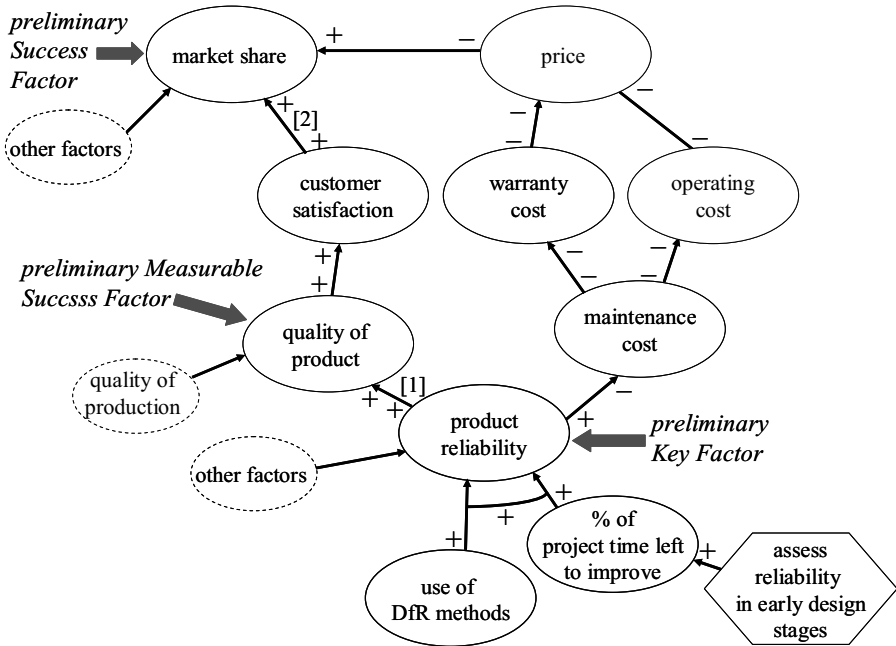 preliminary
Success
Factor
market share
+
−
price
other factors
+
[2]
+
−
−
−
−
customer
satisfaction
warranty
cost
operating
cost
+
+
−
−
−
−
preliminary Measurable
Succsss Factor
quality of
product
maintenance
cost
quality of
production
[1]
+
+
−
+
product
reliability
preliminary
Key Factor
other factors
+
+
+
% of
project time left
to improve
+
assess
reliability
in early design
stages
use of
DfR methods